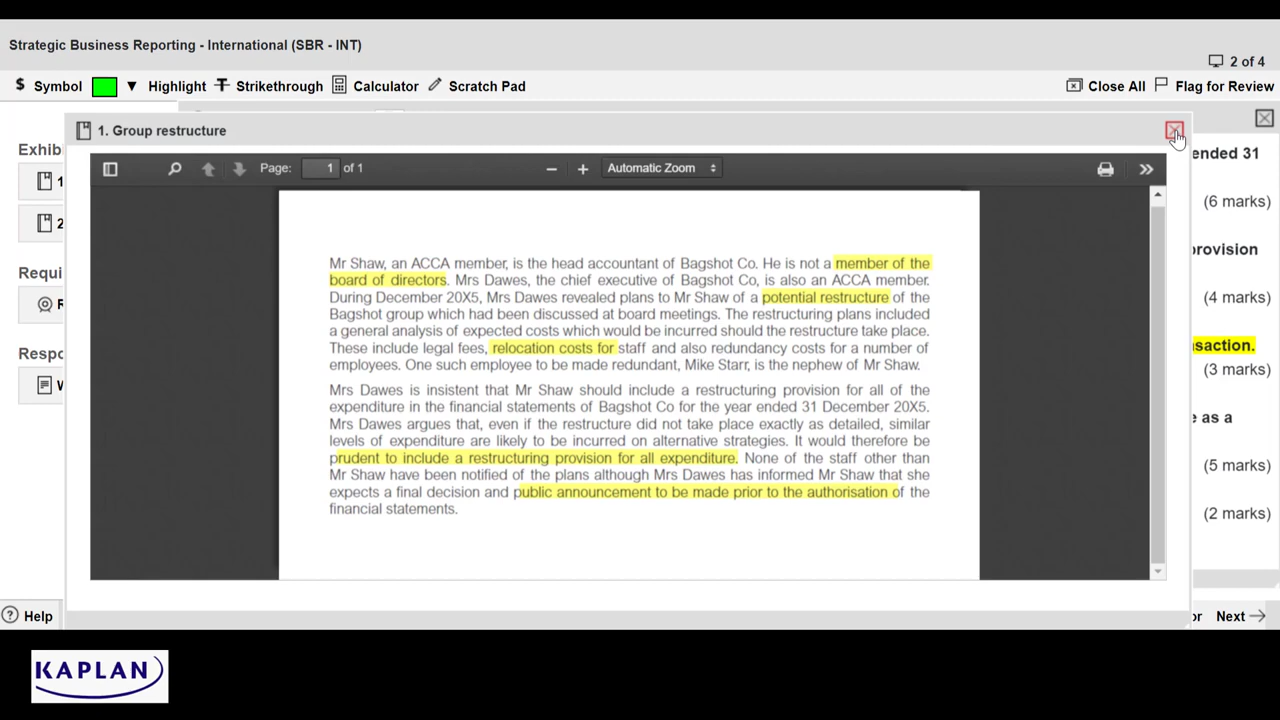 Strategic Business Reporting - International (SBR - INT)
2 of 4
$ Symbol Highlight Strikethrough Calculator Scratch Pad Close All Flag for Review
1. Group restructure
Page: 1 of 1 Automatic Zoom
Exhib
1
2
Requi
R
Respo
W
Mr Shaw, an ACCA member, is the head accountant of Bagshot Co. He is not a member of the
board of directors. Mrs Dawes, the chief executive of Bagshot Co, is also an ACCA member.
During December 20X5, Mrs Dawes revealed plans to Mr Shaw of a potential restructure of the
Bagshot group which had been discussed at board meetings. The restructuring plans included
a general analysis of expected costs which would be incurred should the restructure take place.
These include legal fees, relocation costs for staff and also redundancy costs for a number of
employees. One such employee to be made redundant, Mike Starr, is the nephew of Mr Shaw.
Mrs Dawes is insistent that Mr Shaw should include a restructuring provision for all of the
expenditure in the financial statements of Bagshot Co for the year ended 31 December 20X5.
Mrs Dawes argues that, even if the restructure did not take place exactly as detailed, similar
levels of expenditure are likely to be incurred on alternative strategies. It would therefore be
prudent to include a restructuring provision for all expenditure. None of the staff other than
Mr Shaw have been notified of the plans although Mrs Dawes has informed Mr Shaw that she
expects a final decision and public announcement to be made prior to the authorisation of the
financial statements.
ended 31
(6 marks)
provision
(4 marks)
saction.
(3 marks)
e as a
(5 marks)
(2 marks)
Help
or Next
KAPLAN